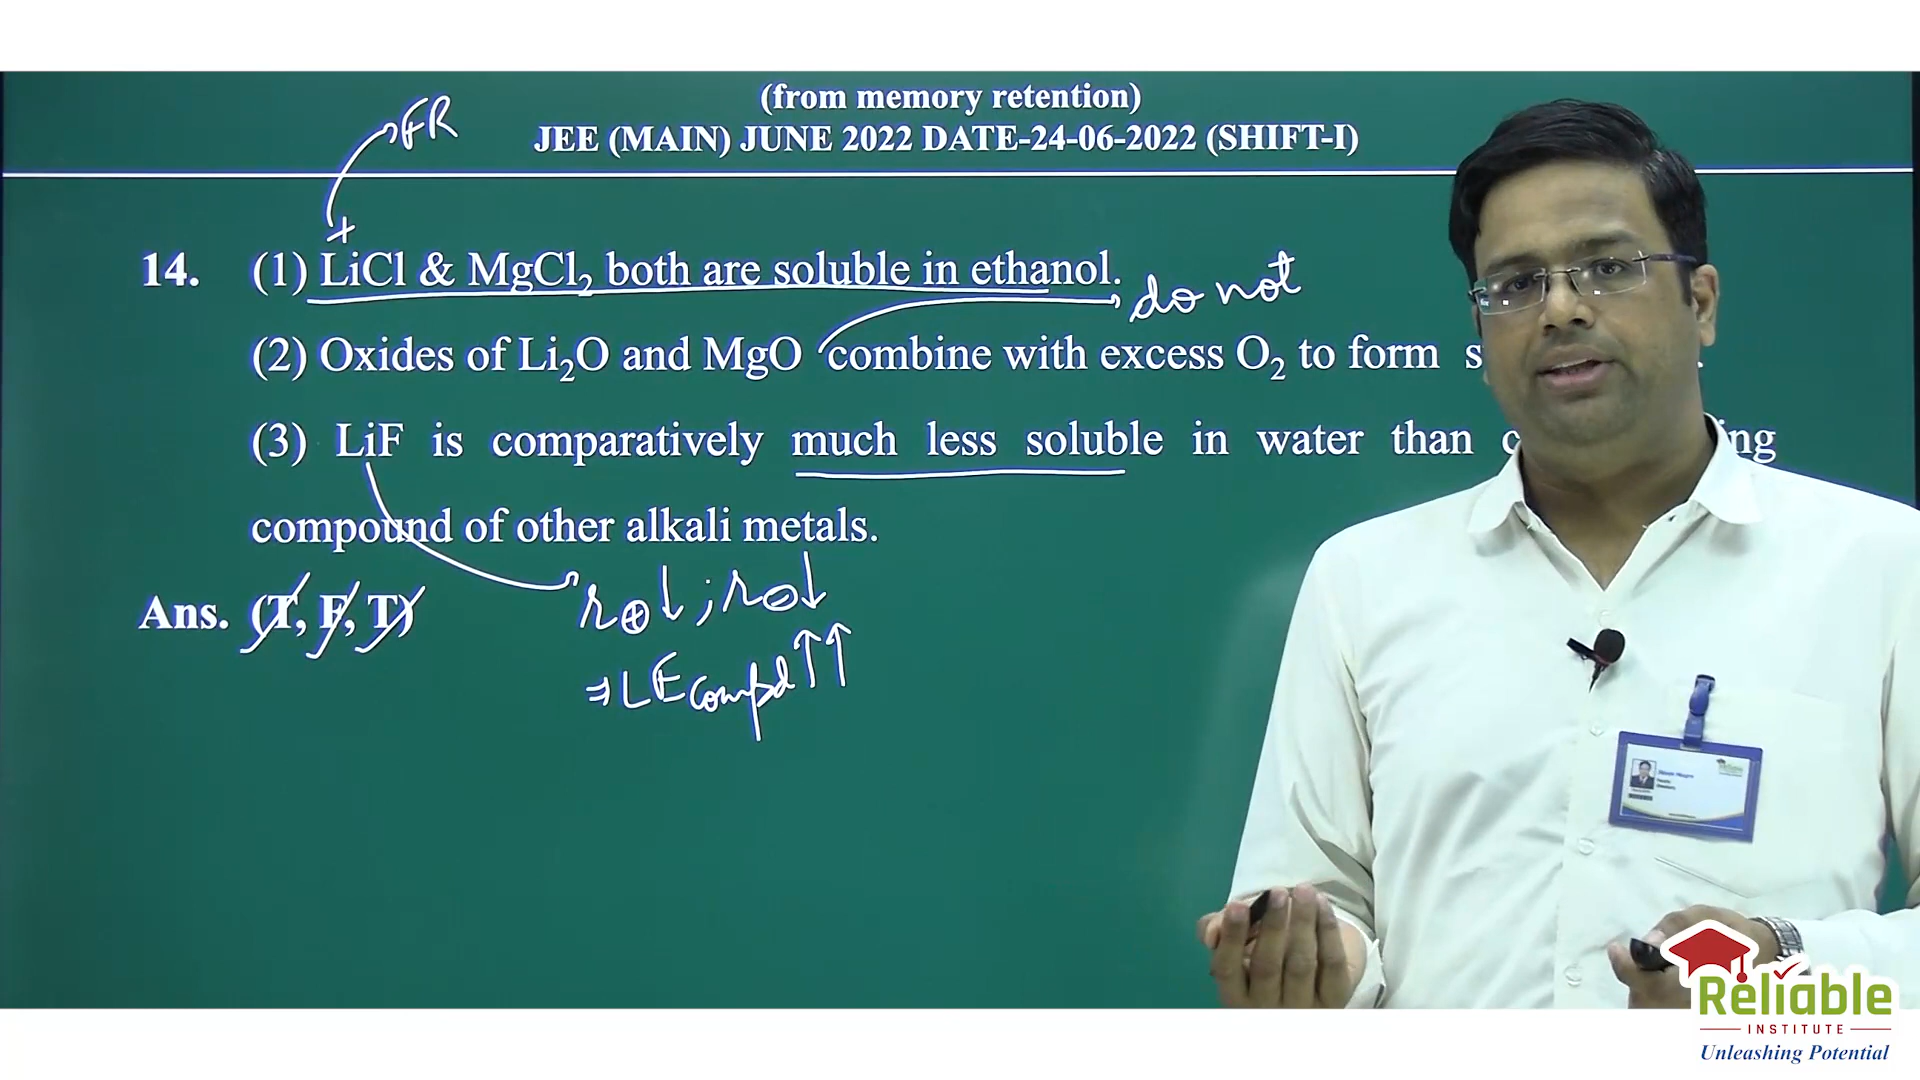 (from memory retention)
JEE (MAIN) JUNE 2022 DATE-24-06-2022 (SHIFT-I)
14. (1) LiCl & MgCl₂ both are soluble in ethanol.
do not
(2) Oxides of Li₂O and MgO combine with excess O₂ to form
(3) LiF is comparatively much less soluble in water than
compound of other alkali metals.
Ans. (T, F, T)
r⊕↓ ; r⊖↓
⇒ LE compd ↑↑
Reliable
INSTITUTE
Unleashing Potential